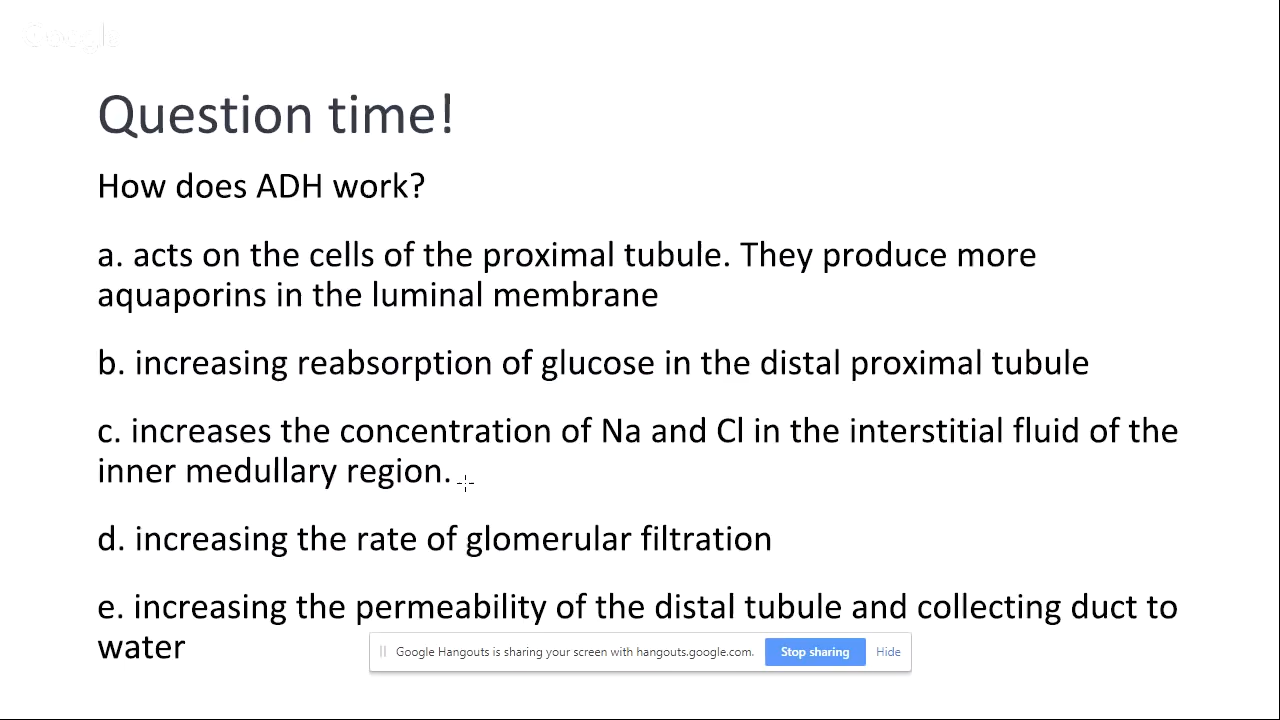 Google
Question time!
How does ADH work?
a. acts on the cells of the proximal tubule. They produce more
aquaporins in the luminal membrane
b. increasing reabsorption of glucose in the distal proximal tubule
c. increases the concentration of Na and Cl in the interstitial fluid of the
inner medullary region.
d. increasing the rate of glomerular filtration
e. increasing the permeability of the distal tubule and collecting duct to
water
Google Hangouts is sharing your screen with hangouts.google.com. Stop sharing Hide